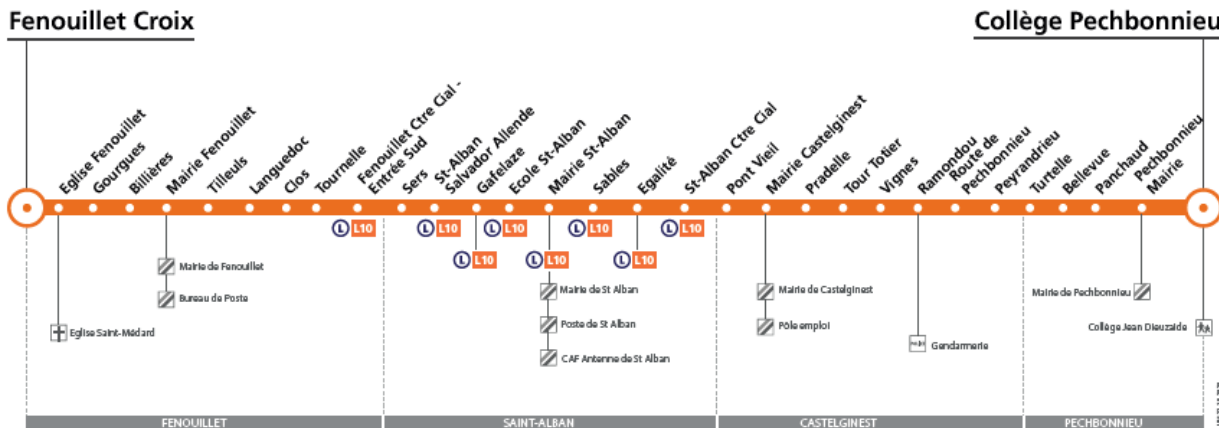 Fenouillet Croix
Collège Pechbonnieu
Eglise Fenouillet
Gourgues
Billières
Mairie Fenouillet
Tilleuls
Languedoc
Clos
Tournelle
Fenouillet Ctre Cial -
Entrée Sud
Sers
St-Alban
Salvador Allende
Gafelaze
Ecole St-Alban
Mairie St-Alban
Sables
Egalité
St-Alban Ctre Cial
Pont Vieil
Mairie Castelginest
Pradelle
Tour Totier
Vignes
Ramondou
Route de
Pechbonnieu
Peyrandrieu
Turtelle
Bellevue
Panchaud
Pechbonnieu
Mairie
L L10
L L10
L L10
L L10
L L10
L L10
L L10
L L10
Mairie de Fenouillet
Bureau de Poste
Eglise Saint-Médard
Mairie de St Alban
Poste de St Alban
CAF Antenne de St Alban
Mairie de Castelginest
Pôle emploi
Gendarmerie
Mairie de Pechbonnieu
Collège Jean Dieuzaide
FENOUILLET
SAINT-ALBAN
CASTELGINEST
PECHBONNIEU